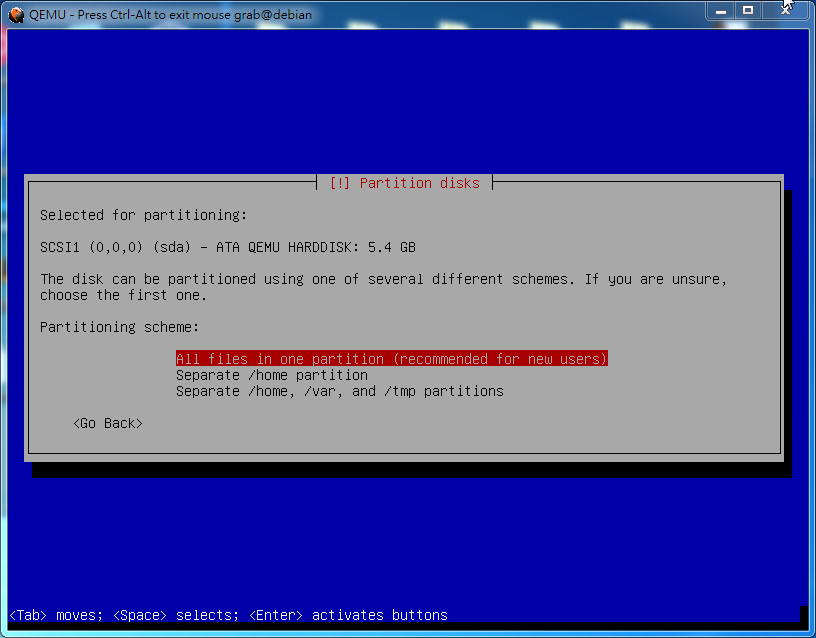 QEMU - Press Ctrl-Alt to exit mouse grab@debian
[!] Partition disks
Selected for partitioning:
SCSI1 (0,0,0) (sda) - ATA QEMU HARDDISK: 5.4 GB
The disk can be partitioned using one of several different schemes. If you are unsure,
choose the first one.
Partitioning scheme:
All files in one partition (recommended for new users)
Separate /home partition
Separate /home, /var, and /tmp partitions
<Go Back>
<Tab> moves; <Space> selects; <Enter> activates buttons